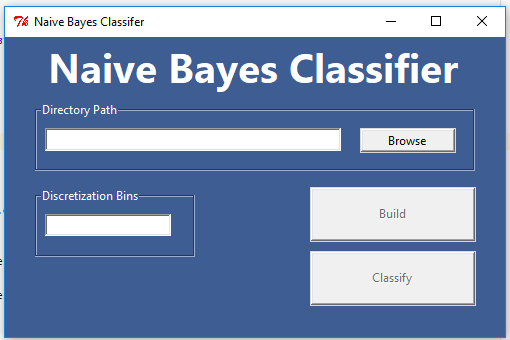 Naive Bayes Classifer
Naive Bayes Classifier
Directory Path
Browse
Discretization Bins
Build
Classify